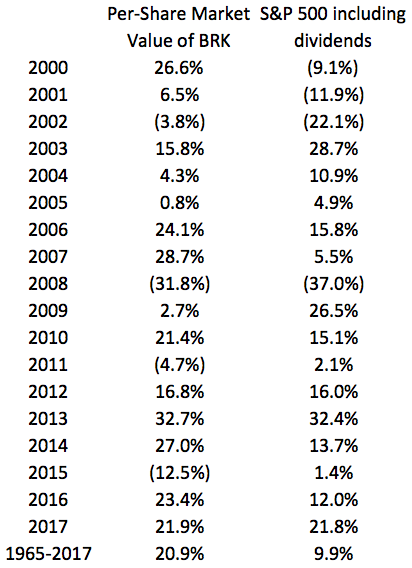 Per-Share Market S&P 500 including
Value of BRK dividends
2000 26.6% (9.1%)
2001 6.5% (11.9%)
2002 (3.8%) (22.1%)
2003 15.8% 28.7%
2004 4.3% 10.9%
2005 0.8% 4.9%
2006 24.1% 15.8%
2007 28.7% 5.5%
2008 (31.8%) (37.0%)
2009 2.7% 26.5%
2010 21.4% 15.1%
2011 (4.7%) 2.1%
2012 16.8% 16.0%
2013 32.7% 32.4%
2014 27.0% 13.7%
2015 (12.5%) 1.4%
2016 23.4% 12.0%
2017 21.9% 21.8%
1965-2017 20.9% 9.9%